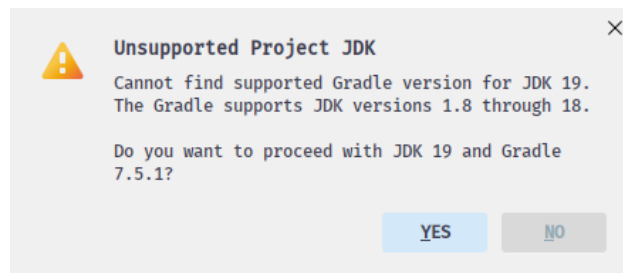 Unsupported Project JDK
Cannot find supported Gradle version for JDK 19.
The Gradle supports JDK versions 1.8 through 18.
Do you want to proceed with JDK 19 and Gradle
7.5.1?
YES NO